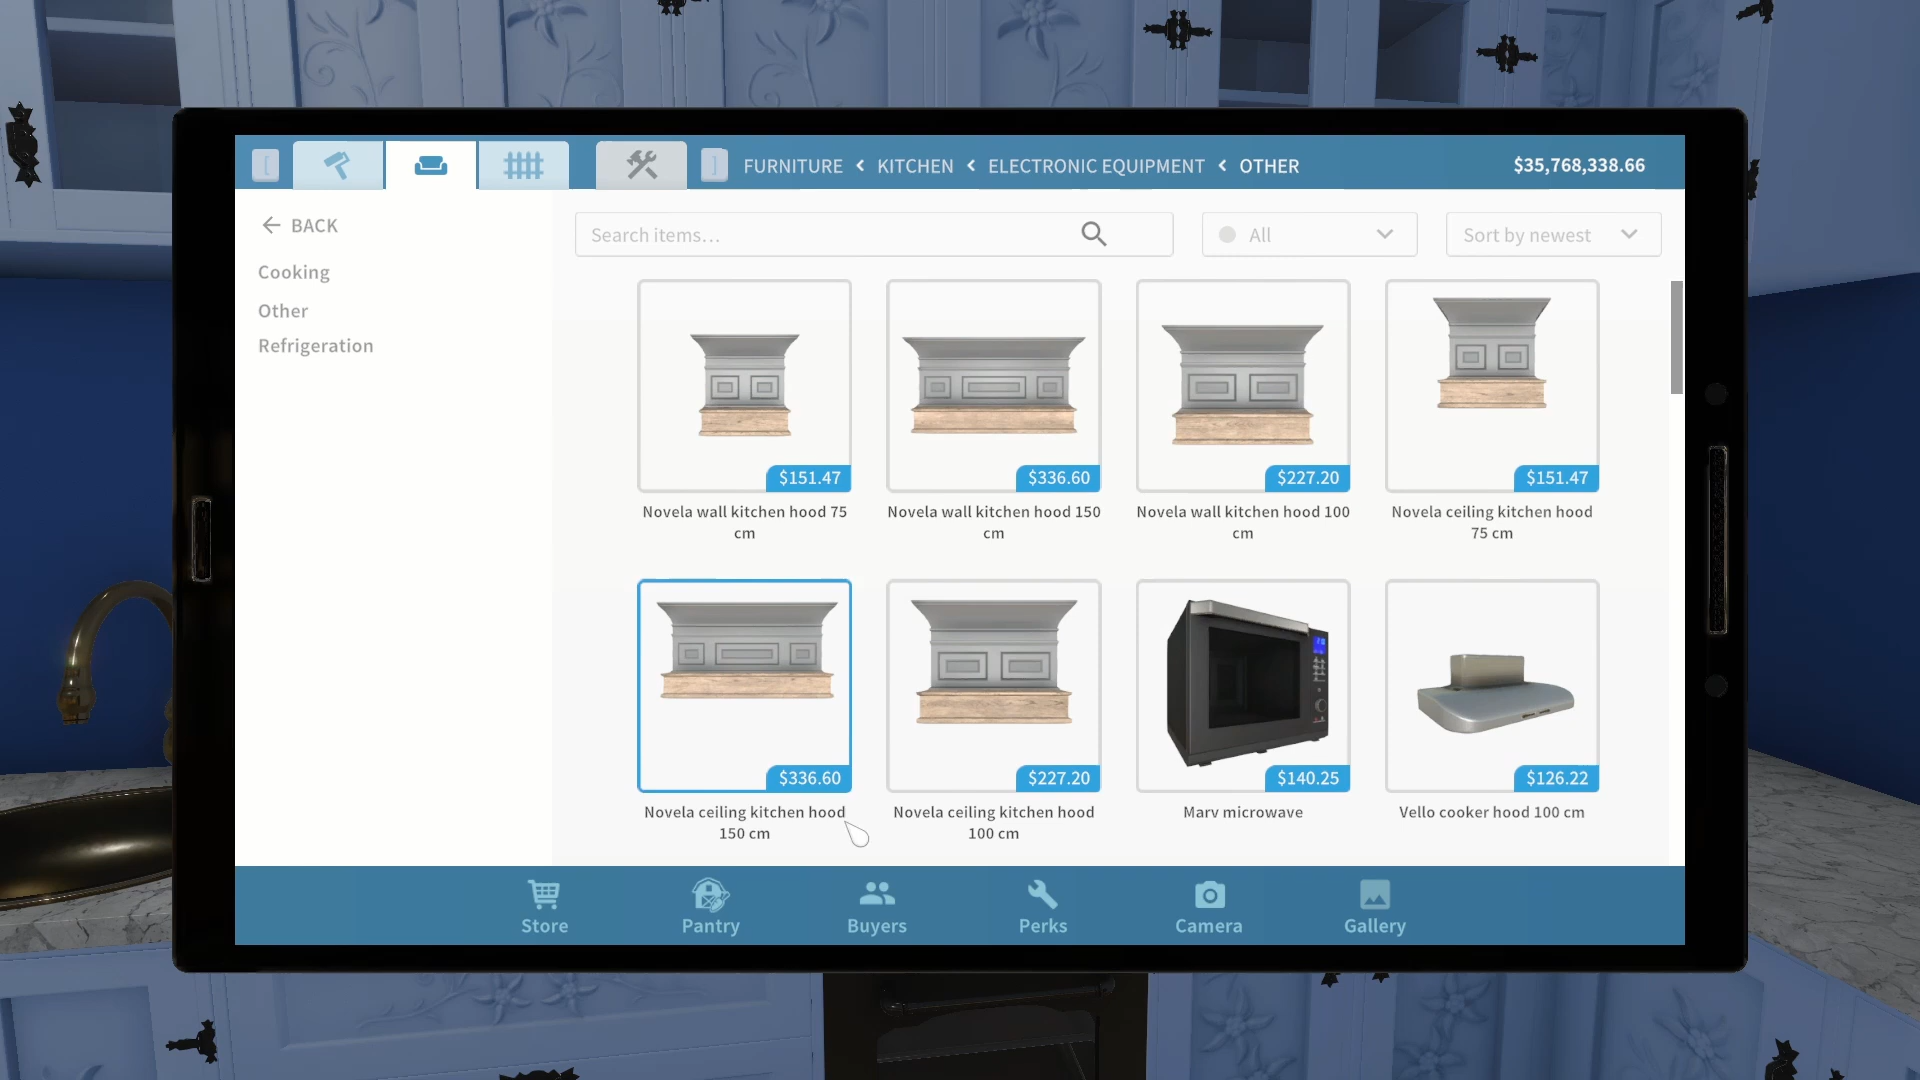 [
]
FURNITURE < KITCHEN < ELECTRONIC EQUIPMENT < OTHER
$35,768,338.66
BACK
Cooking
Other
Refrigeration
Search items...
All
Sort by newest
$151.47
$336.60
$227.20
$151.47
Novela wall kitchen hood 75
cm
Novela wall kitchen hood 150
cm
Novela wall kitchen hood 100
cm
Novela ceiling kitchen hood
75 cm
$336.60
$227.20
$140.25
$126.22
Novela ceiling kitchen hood
150 cm
Novela ceiling kitchen hood
100 cm
Marv microwave
Vello cooker hood 100 cm
Store
Pantry
Buyers
Perks
Camera
Gallery